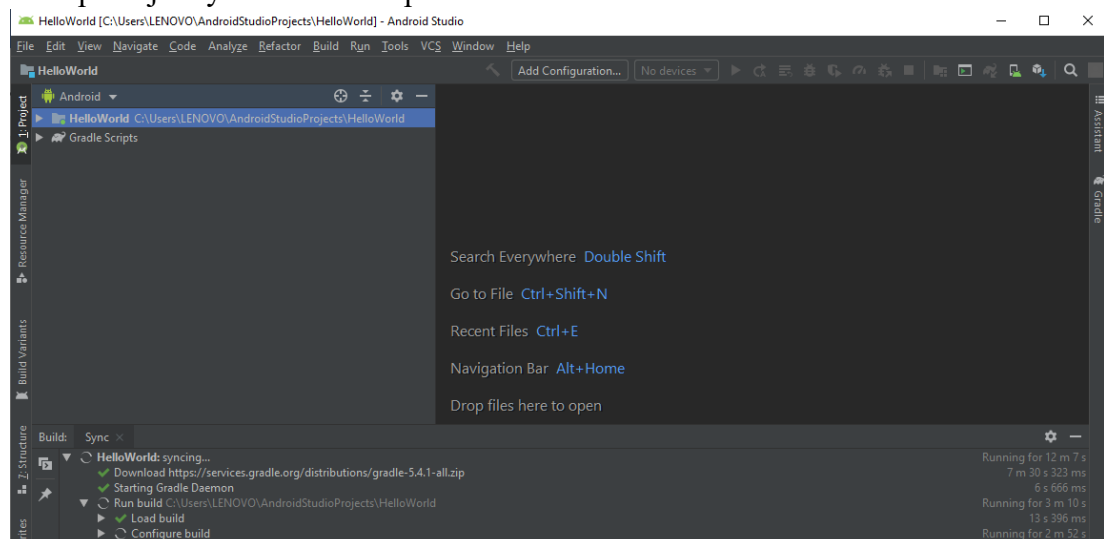 HelloWorld [C:\Users\LENOVO\AndroidStudioProjects\HelloWorld] - Android Studio
File Edit View Navigate Code Analyze Refactor Build Run Tools VCS Window Help
HelloWorld Add Configuration... No devices
1: Project
Android
HelloWorld C:\Users\LENOVO\AndroidStudioProjects\HelloWorld
Gradle Scripts
Resource Manager
Build Variants
Z: Structure
Assistant
Gradle
Search Everywhere Double Shift
Go to File Ctrl+Shift+N
Recent Files Ctrl+E
Navigation Bar Alt+Home
Drop files here to open
Build: Sync
HelloWorld: syncing... Running for 12 m 7 s
Download https://services.gradle.org/distributions/gradle-5.4.1-all.zip 7 m 30 s 323 ms
Starting Gradle Daemon 6 s 666 ms
Run build C:\Users\LENOVO\AndroidStudioProjects\HelloWorld Running for 3 m 10 s
Load build 13 s 396 ms
Configure build Running for 2 m 52 s